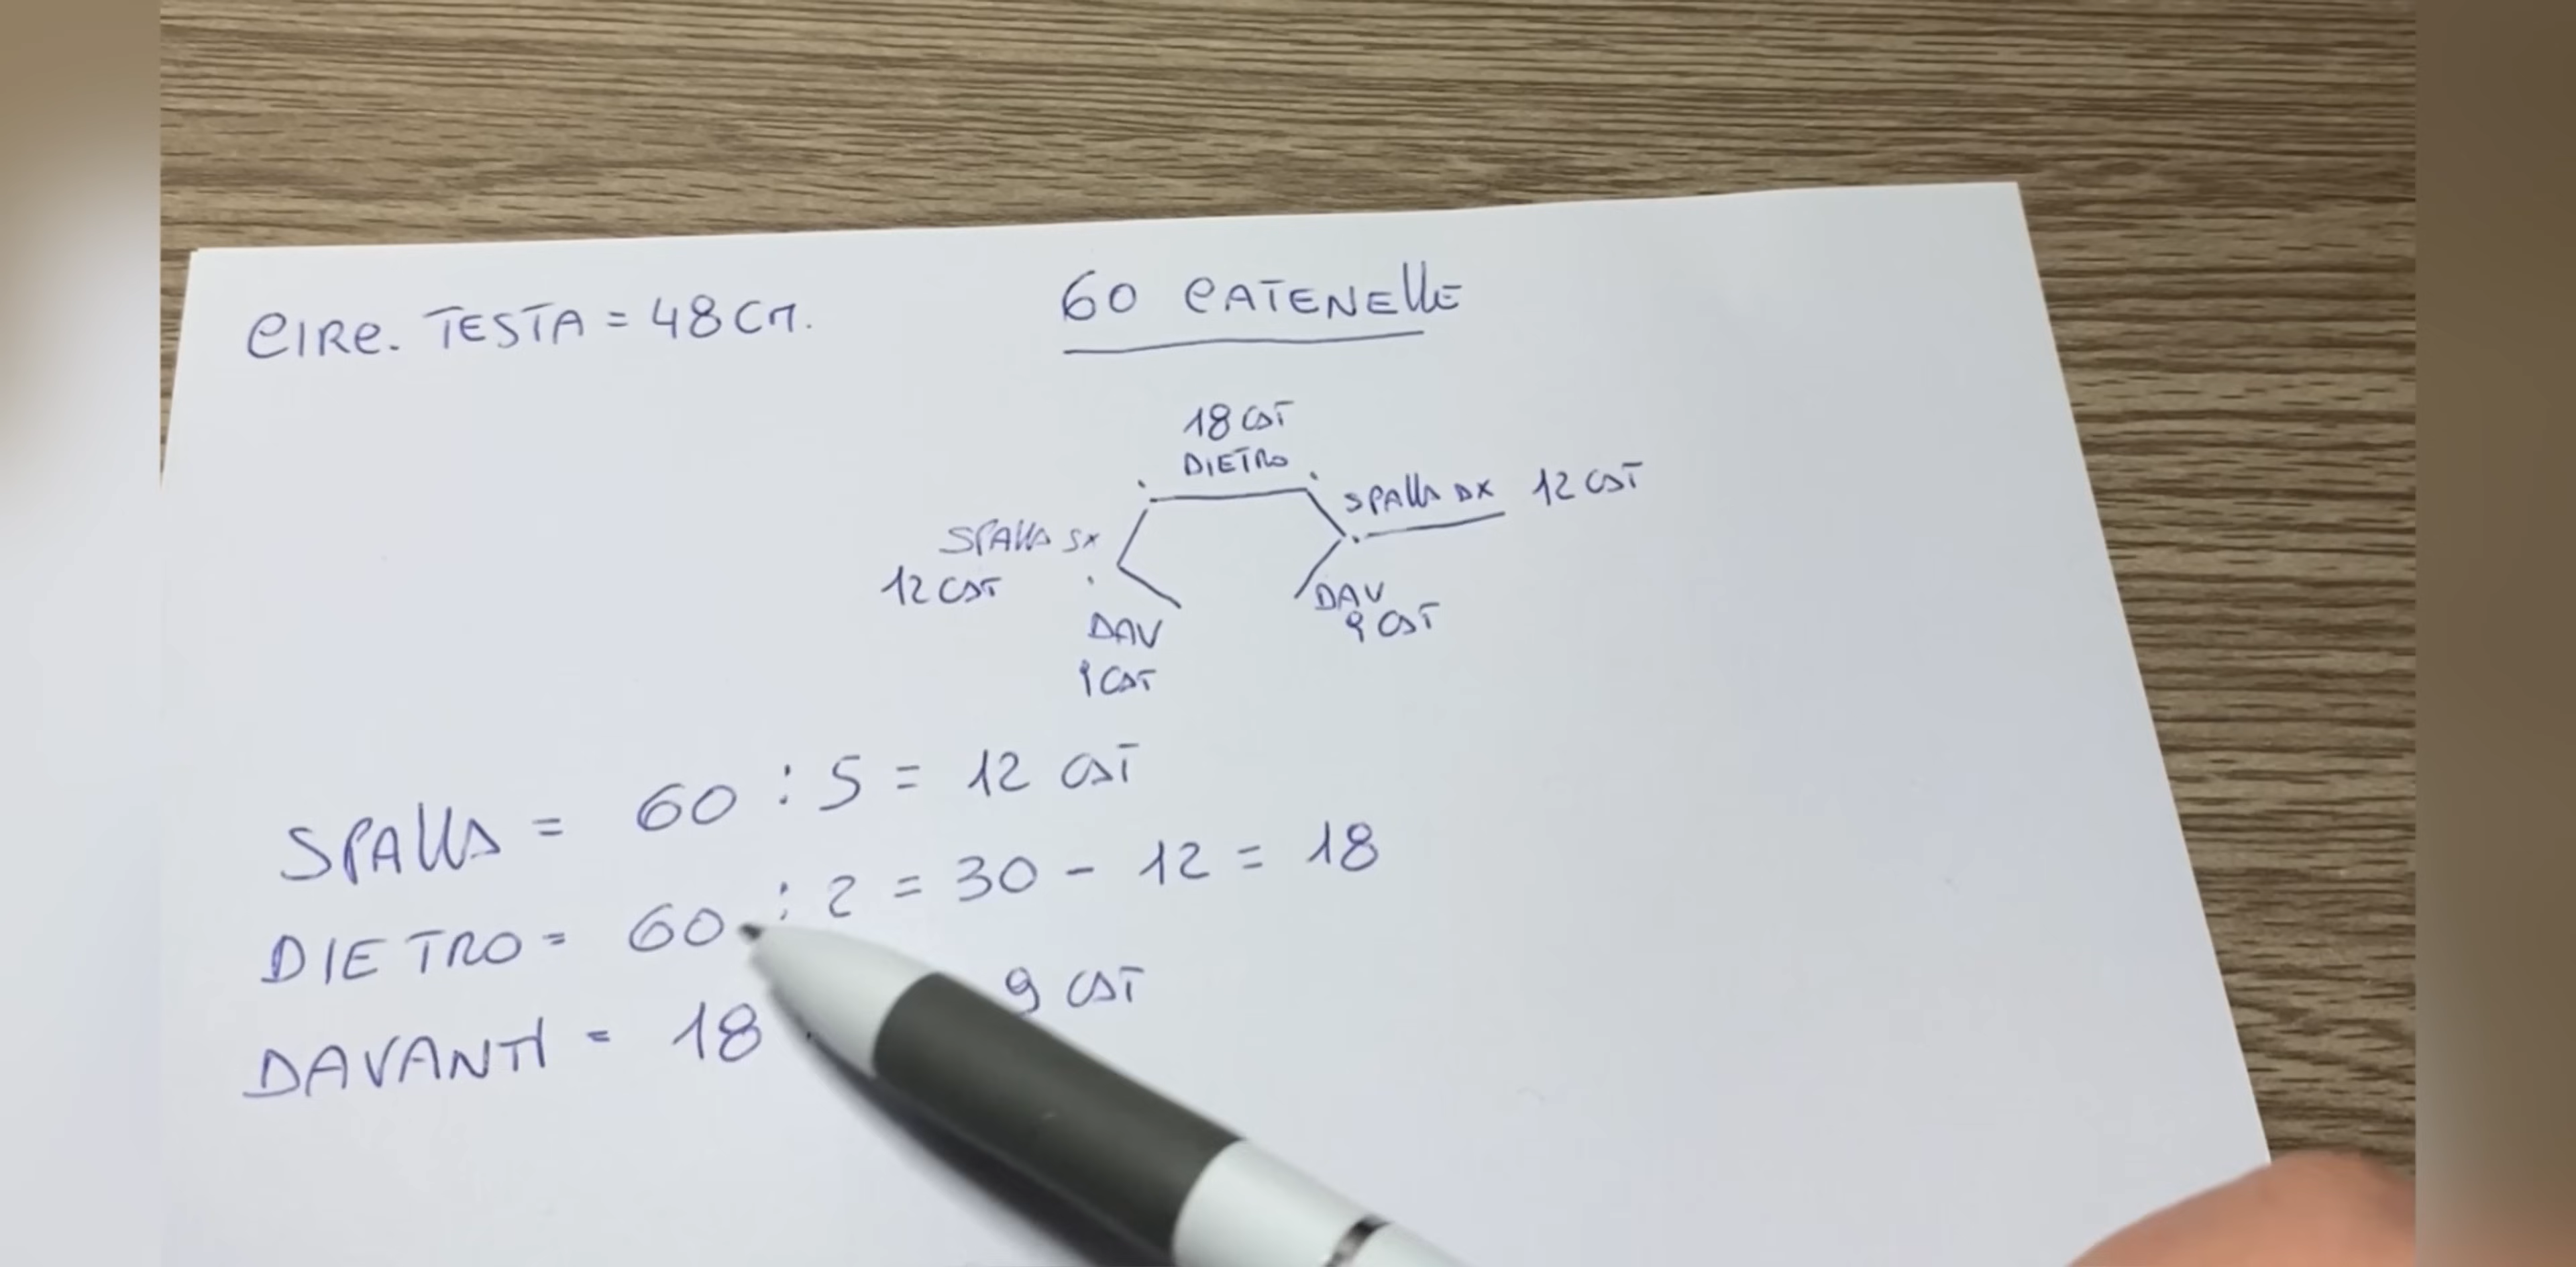 CIRC. TESTA = 48 CM.
60 CATENELLE
18 CAT
DIETRO
SPALLA DX 12 CAT
SPALLA SX
12 CAT
DAV
9 CAT
DAV
9 CAT
SPALLA = 60 : 5 = 12 CAT
DIETRO = 60 : 2 = 30 - 12 = 18
DAVANTI = 18 9 CAT